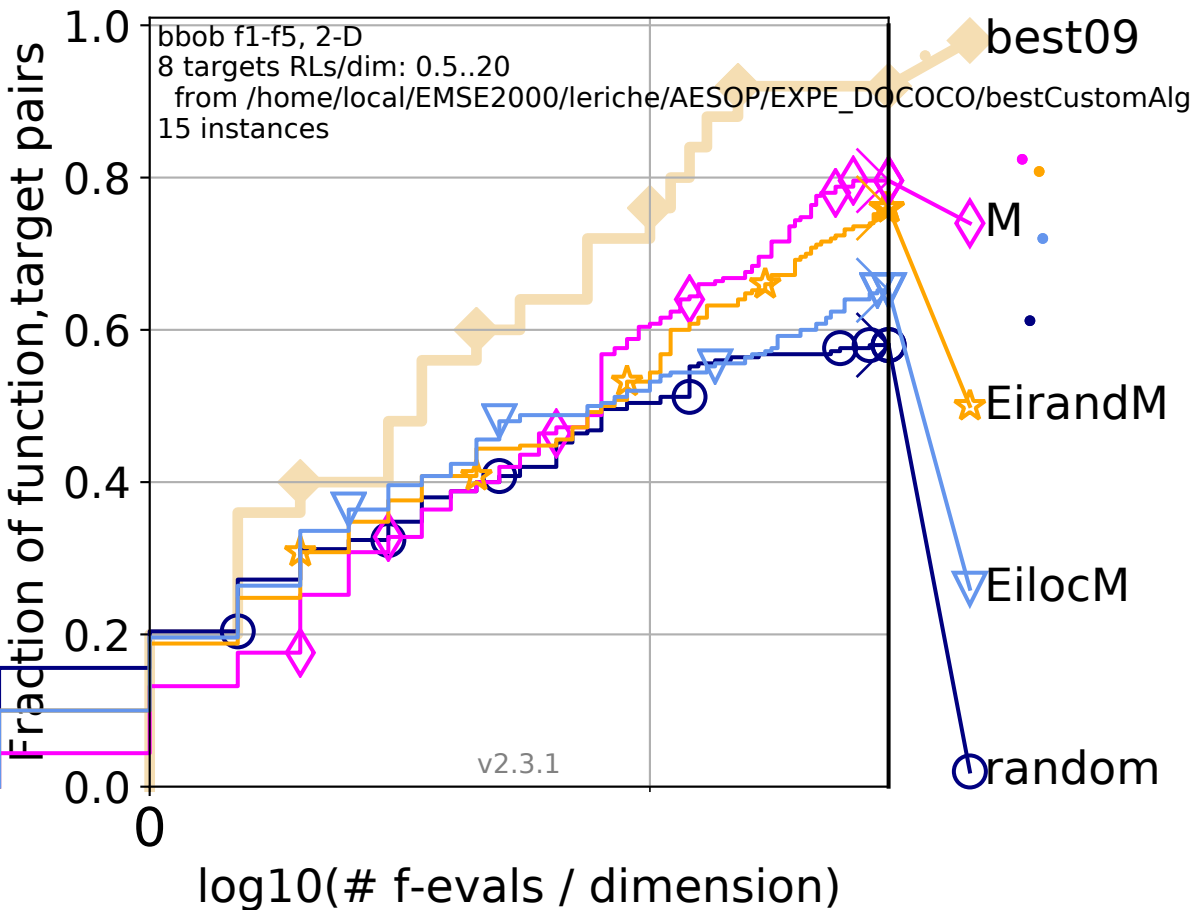 1.0
bbob f1-f5, 2-D
8 targets RLs/dim: 0.5..20
from /home/local/EMSE2000/leriche/AESOP/EXPE_DOCOCO/bestCustomAlg
15 instances
best09
0.8
M
0.6
EirandM
0.4
EilocM
0.2
v2.3.1
random
0.0
0
log10(# f-evals / dimension)
Fraction of function,target pairs